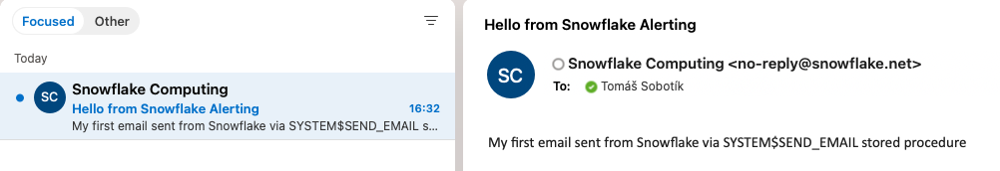 Focused
Other
Today
SC
Snowflake Computing
Hello from Snowflake Alerting
16:32
My first email sent from Snowflake via SYSTEM$SEND_EMAIL s...
Hello from Snowflake Alerting
SC
Snowflake Computing <no-reply@snowflake.net>
To: Tomáš Sobotík
My first email sent from Snowflake via SYSTEM$SEND_EMAIL stored procedure